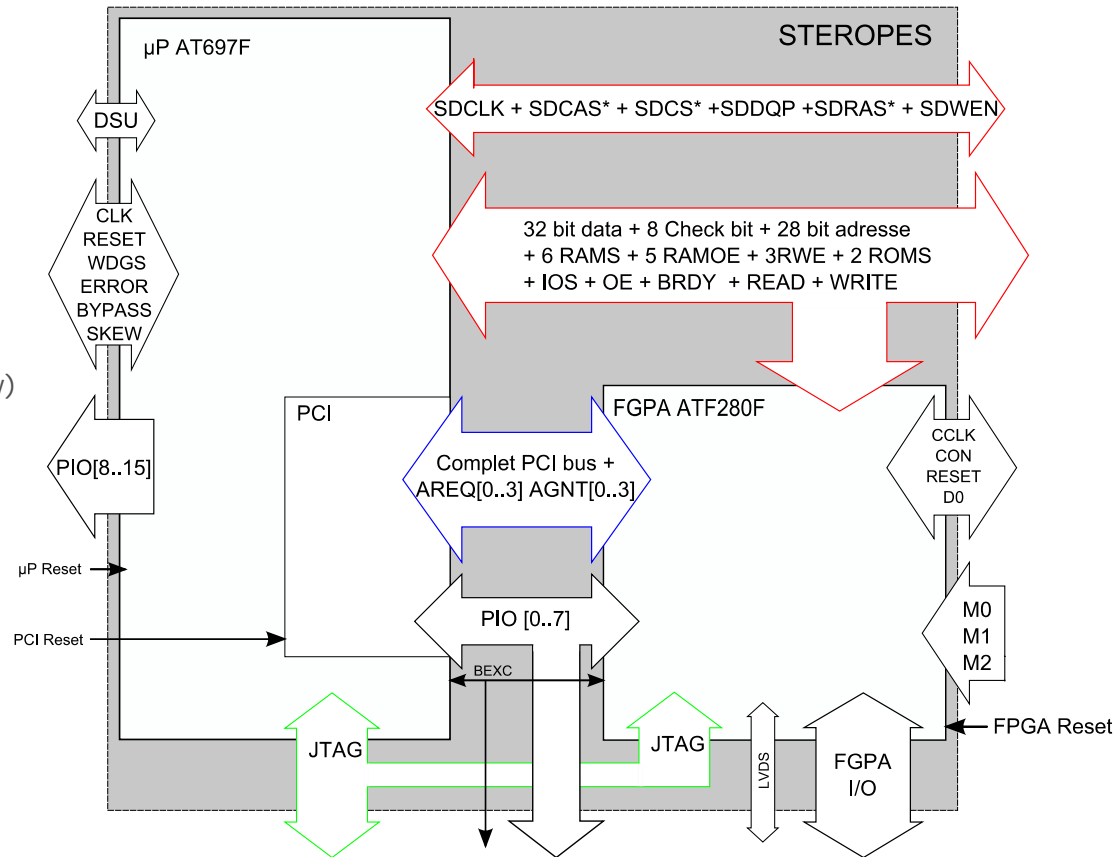 STEROPES
µP AT697F
DSU
SDCLK + SDCAS* + SDCS* +SDDQP +SDRAS* + SDWEN
CLK
RESET
WDGS
ERROR
BYPASS
SKEW
32 bit data + 8 Check bit + 28 bit adresse
+ 6 RAMS + 5 RAMOE + 3RWE + 2 ROMS
+ IOS + OE + BRDY + READ + WRITE
)
PCI
FGPA ATF280F
PIO[8..15]
Complet PCI bus +
AREQ[0..3] AGNT[0..3]
CCLK
CON
RESET
D0
µP Reset
PCI Reset
PIO [0..7]
M0
M1
M2
BEXC
FPGA Reset
JTAG
JTAG
LVDS
FGPA
I/O